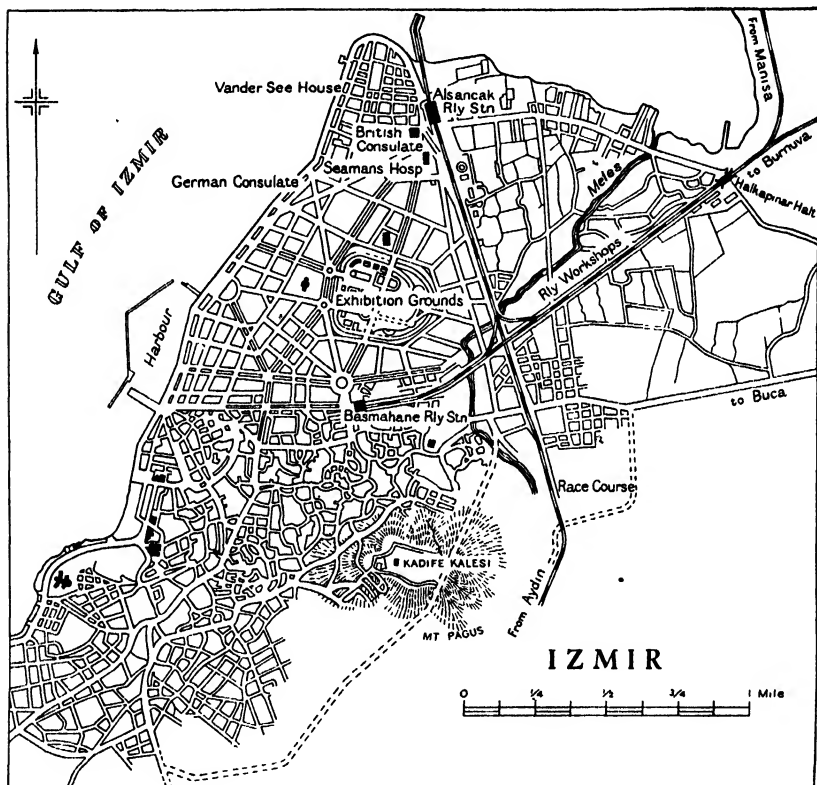 From Manisa
Vander See House
Alsancak
Rly Stn
British
Consulate
Seamans Hosp
German Consulate
GULF OF IZMIR
Meles
to Burnuva
Halkapinar Halt
Rly Workshops
Exhibition Grounds
Harbour
Basmahane Rly Stn
to Buca
Race Course
KADIFE KALESI
MT PAGUS
From Aydin
IZMIR
0 1/4 1/2 3/4 1 Mile